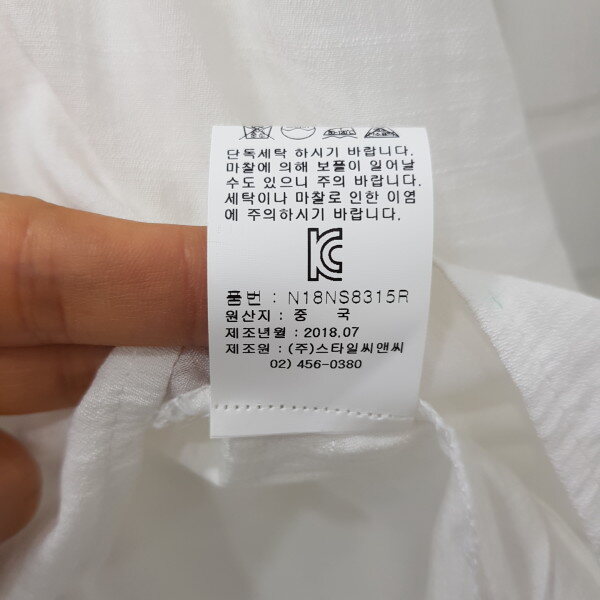 단독세탁 하시기 바랍니다.
마찰에 의해 보풀이 일어날
수도 있으니 주의 바랍니다.
세탁이나 마찰로 인한 이염
에 주의하시기 바랍니다.
KC
품번 : N18NS8315R
원산지 : 중 국
제조년월 : 2018.07
제조원 : (주)스타일씨앤씨
02) 456-0380